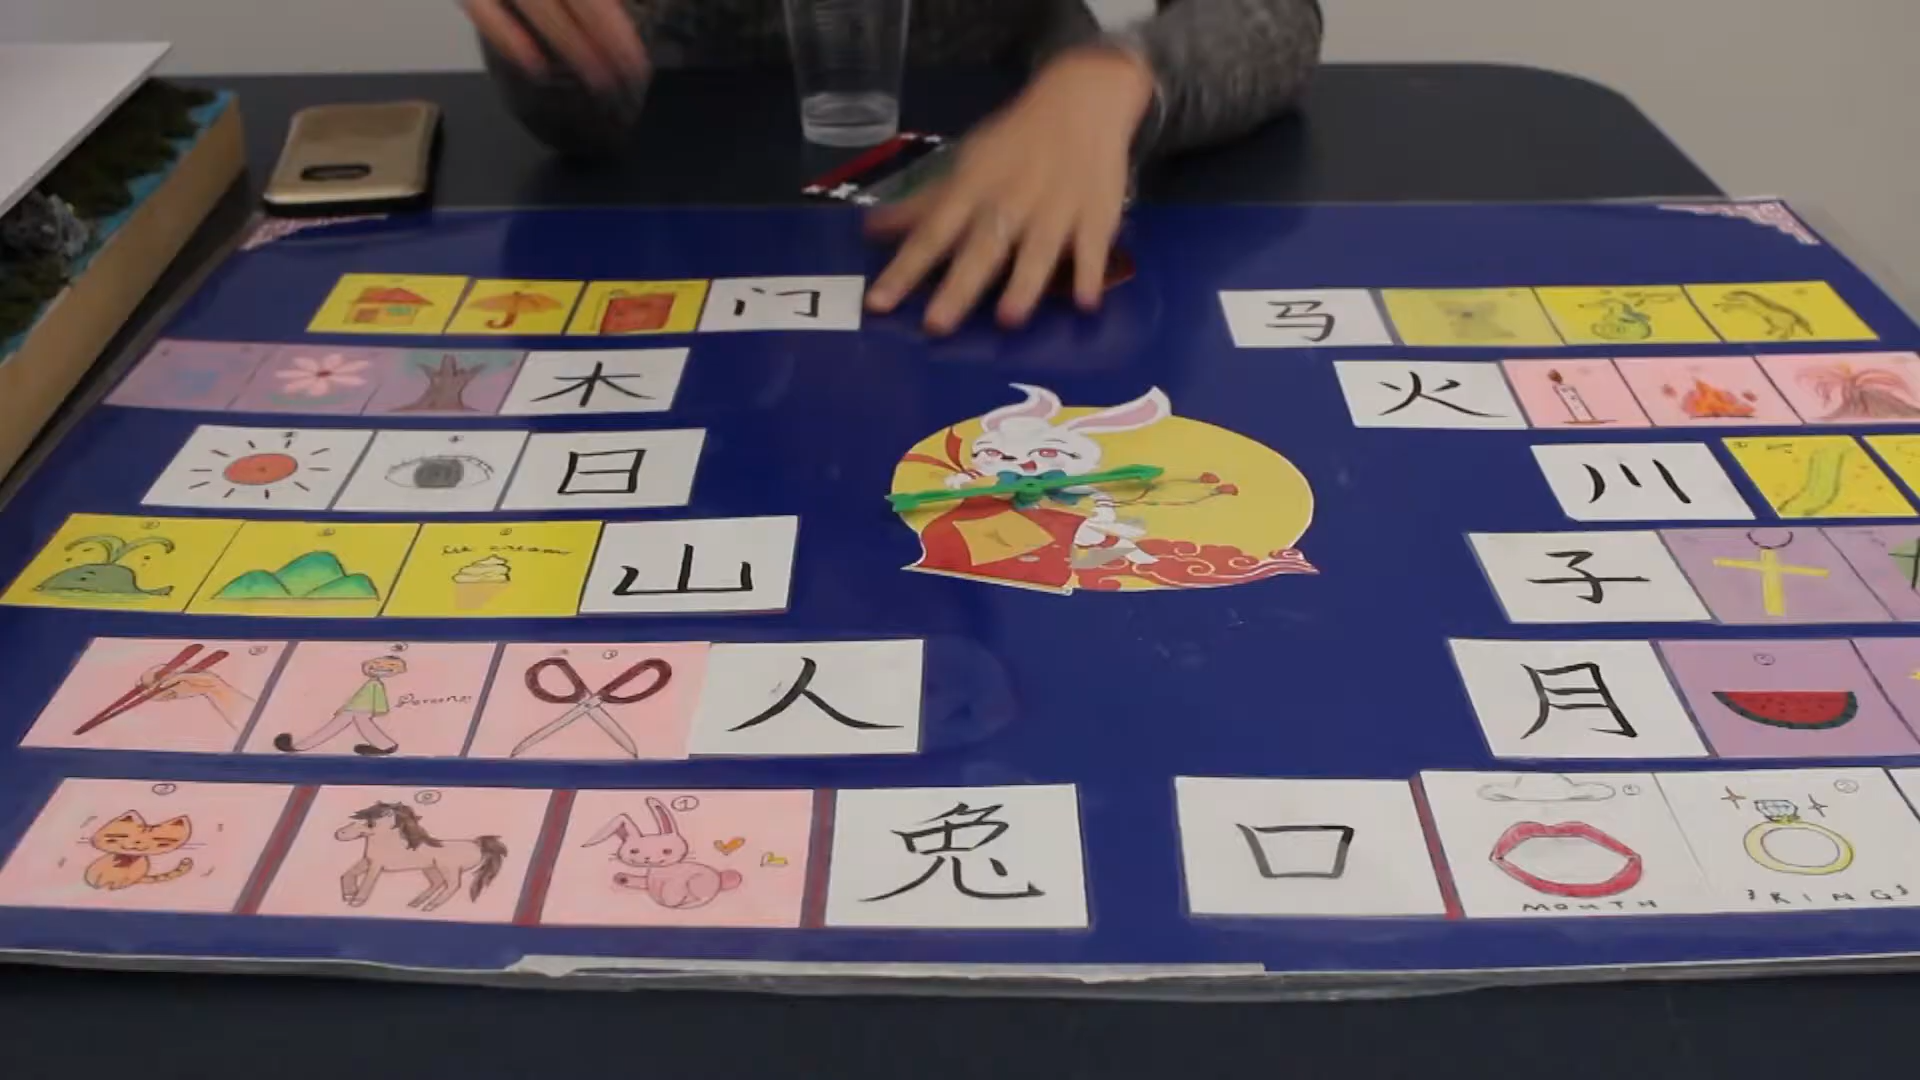 门
马
木
火
日
川
ice cream
山
子
Person
人
月
兔
口
MOUTH
RINGS